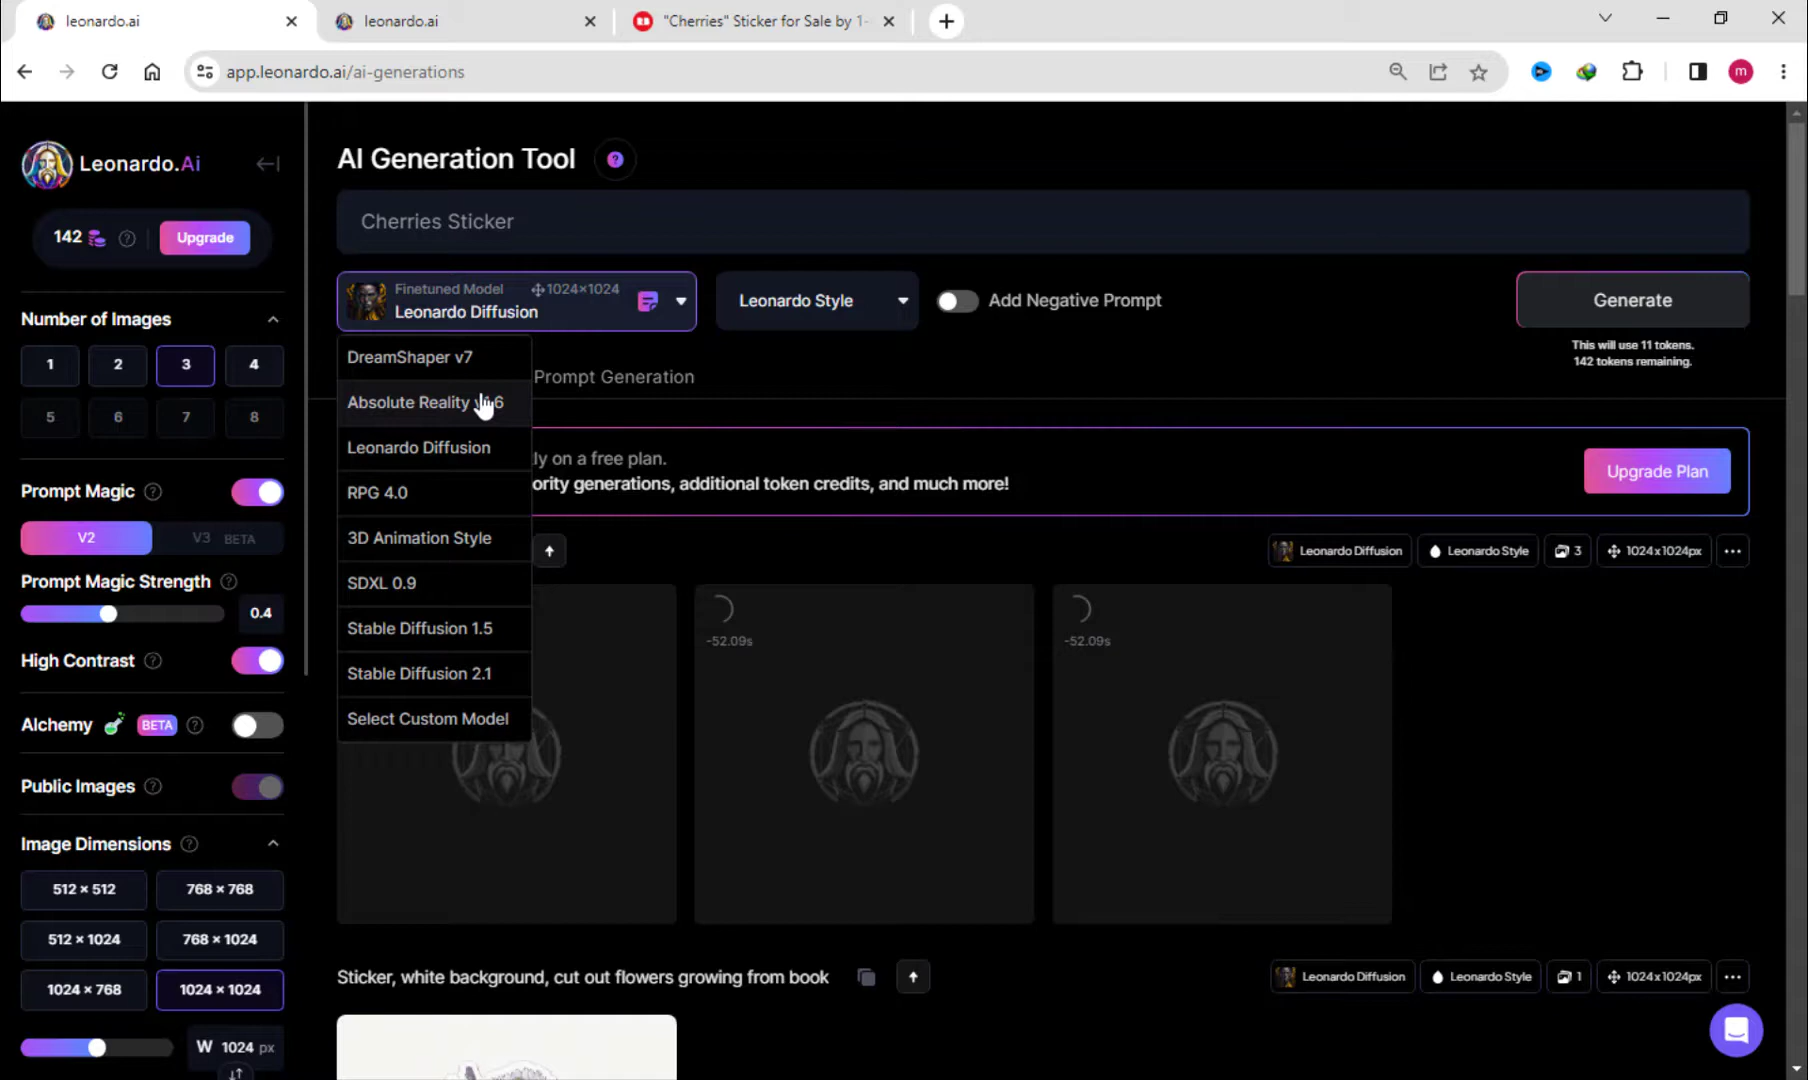 leonardo.ai
leonardo.ai
"Cherries" Sticker for Sale by 1-
app.leonardo.ai/ai-generations
m
Leonardo.Ai
142
Upgrade
Number of Images
1 2 3 4
5 6 7 8
Prompt Magic
V2 V3 BETA
Prompt Magic Strength
0.4
High Contrast
Alchemy BETA
Public Images
Image Dimensions
512 × 512 768 × 768
512 × 1024 768 × 1024
1024 × 768 1024 × 1024
W 1024 px
AI Generation Tool
Cherries Sticker
Finetuned Model 1024×1024
Leonardo Diffusion
Leonardo Style
Add Negative Prompt
Generate
This will use 11 tokens.
142 tokens remaining.
DreamShaper v7
Absolute Reality 6
Leonardo Diffusion
RPG 4.0
3D Animation Style
SDXL 0.9
Stable Diffusion 1.5
Stable Diffusion 2.1
Select Custom Model
Prompt Generation
ly on a free plan.
ority generations, additional token credits, and much more!
Upgrade Plan
Leonardo Diffusion Leonardo Style 3 1024x1024px
-52.09s
-52.09s
Sticker, white background, cut out flowers growing from book
Leonardo Diffusion Leonardo Style 1 1024x1024px